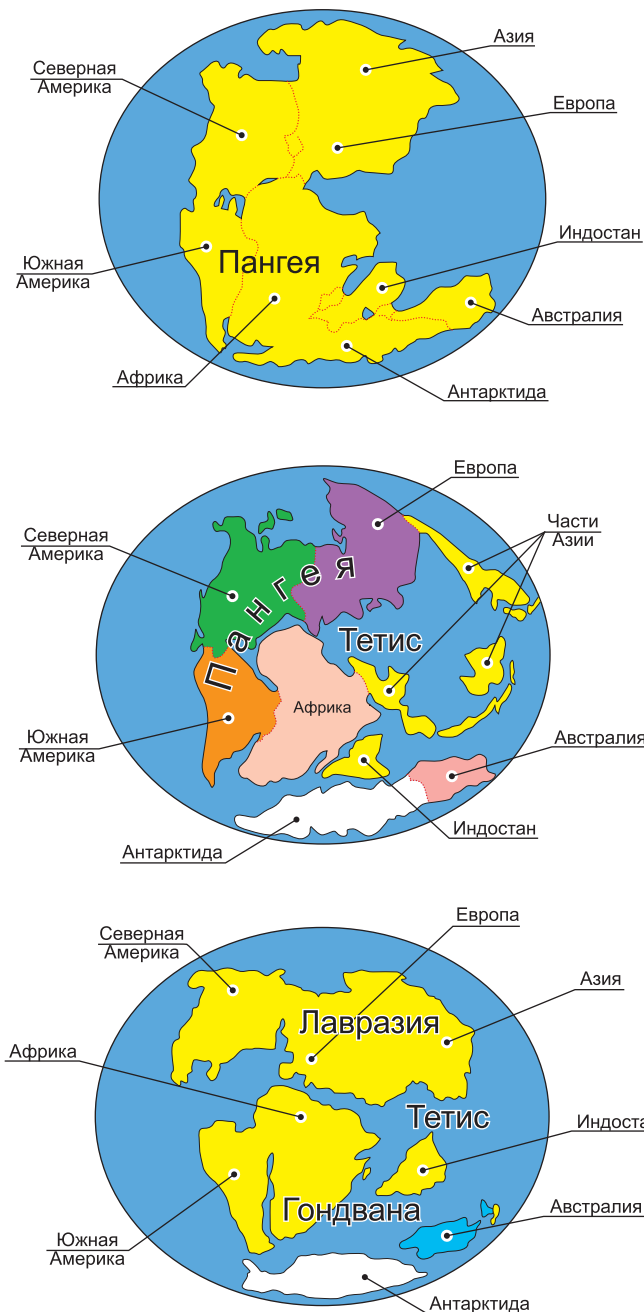 Азия
Северная
Америка
Европа
Индостан
Южная
Америка
Пангея
Австралия
Африка
Антарктида
Европа
Части
Азии
Северная
Америка
Пангея
Тетис
Африка
Южная
Америка
Австралия
Индостан
Антарктида
Европа
Северная
Америка
Азия
Лавразия
Африка
Тетис
Индоста
Гондвана
Австралия
Южная
Америка
Антарктида